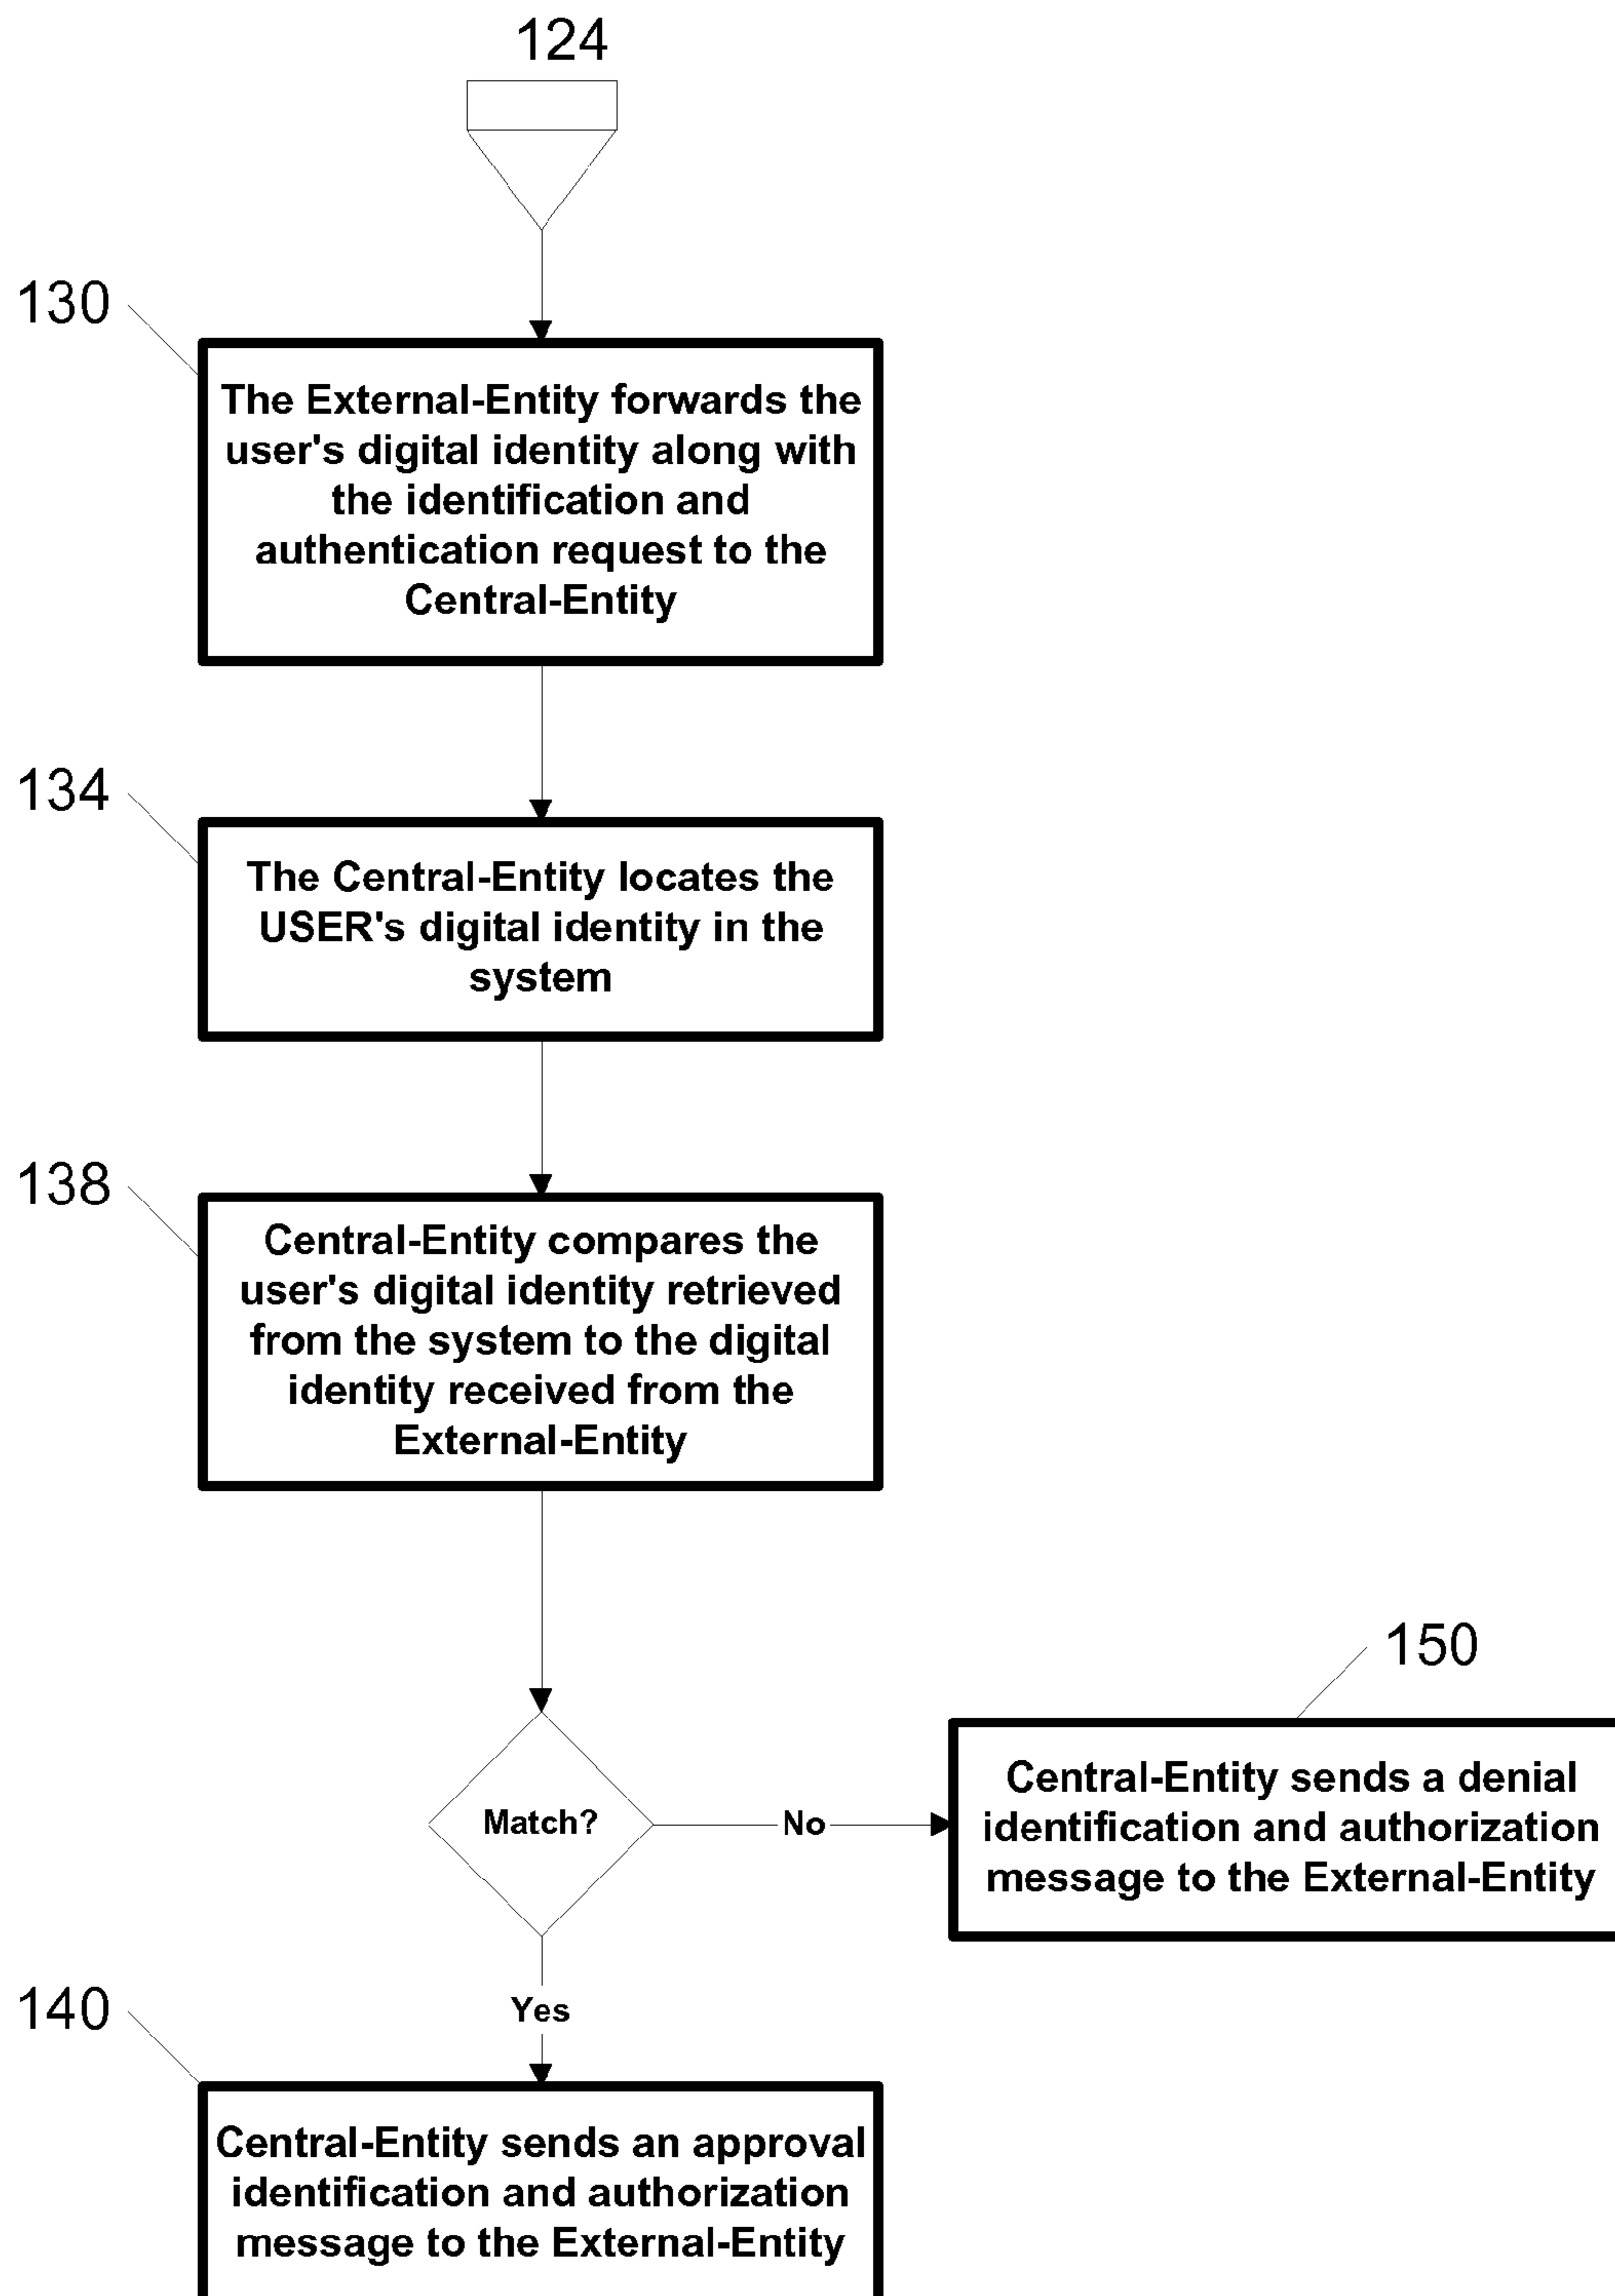 124
130
The External-Entity forwards the
user's digital identity along with
the identification and
authentication request to the
Central-Entity
134
The Central-Entity locates the
USER's digital identity in the
system
138
Central-Entity compares the
user's digital identity retrieved
from the system to the digital
identity received from the
External-Entity
150
Match?
No
Central-Entity sends a denial
identification and authorization
message to the External-Entity
Yes
140
Central-Entity sends an approval
identification and authorization
message to the External-Entity